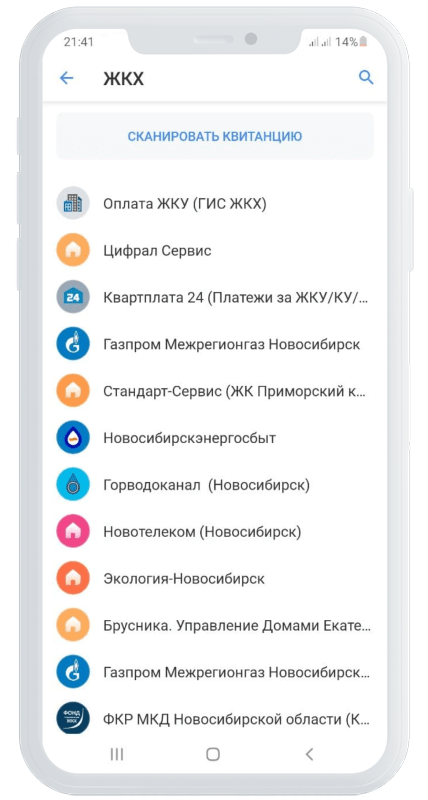 21:41
14%
ЖКХ
СКАНИРОВАТЬ КВИТАНЦИЮ
Оплата ЖКУ (ГИС ЖКХ)
Цифрал Сервис
24
Квартплата 24 (Платежи за ЖКУ/КУ/...
Газпром Межрегионгаз Новосибирск
Стандарт-Сервис (ЖК Приморский к...
Новосибирскэнергосбыт
Горводоканал (Новосибирск)
Новотелеком (Новосибирск)
Экология-Новосибирск
Брусника. Управление Домами Екате...
Газпром Межрегионгаз Новосибирск...
ФОНД
ЖКХ
ФКР МКД Новосибирской области (К...